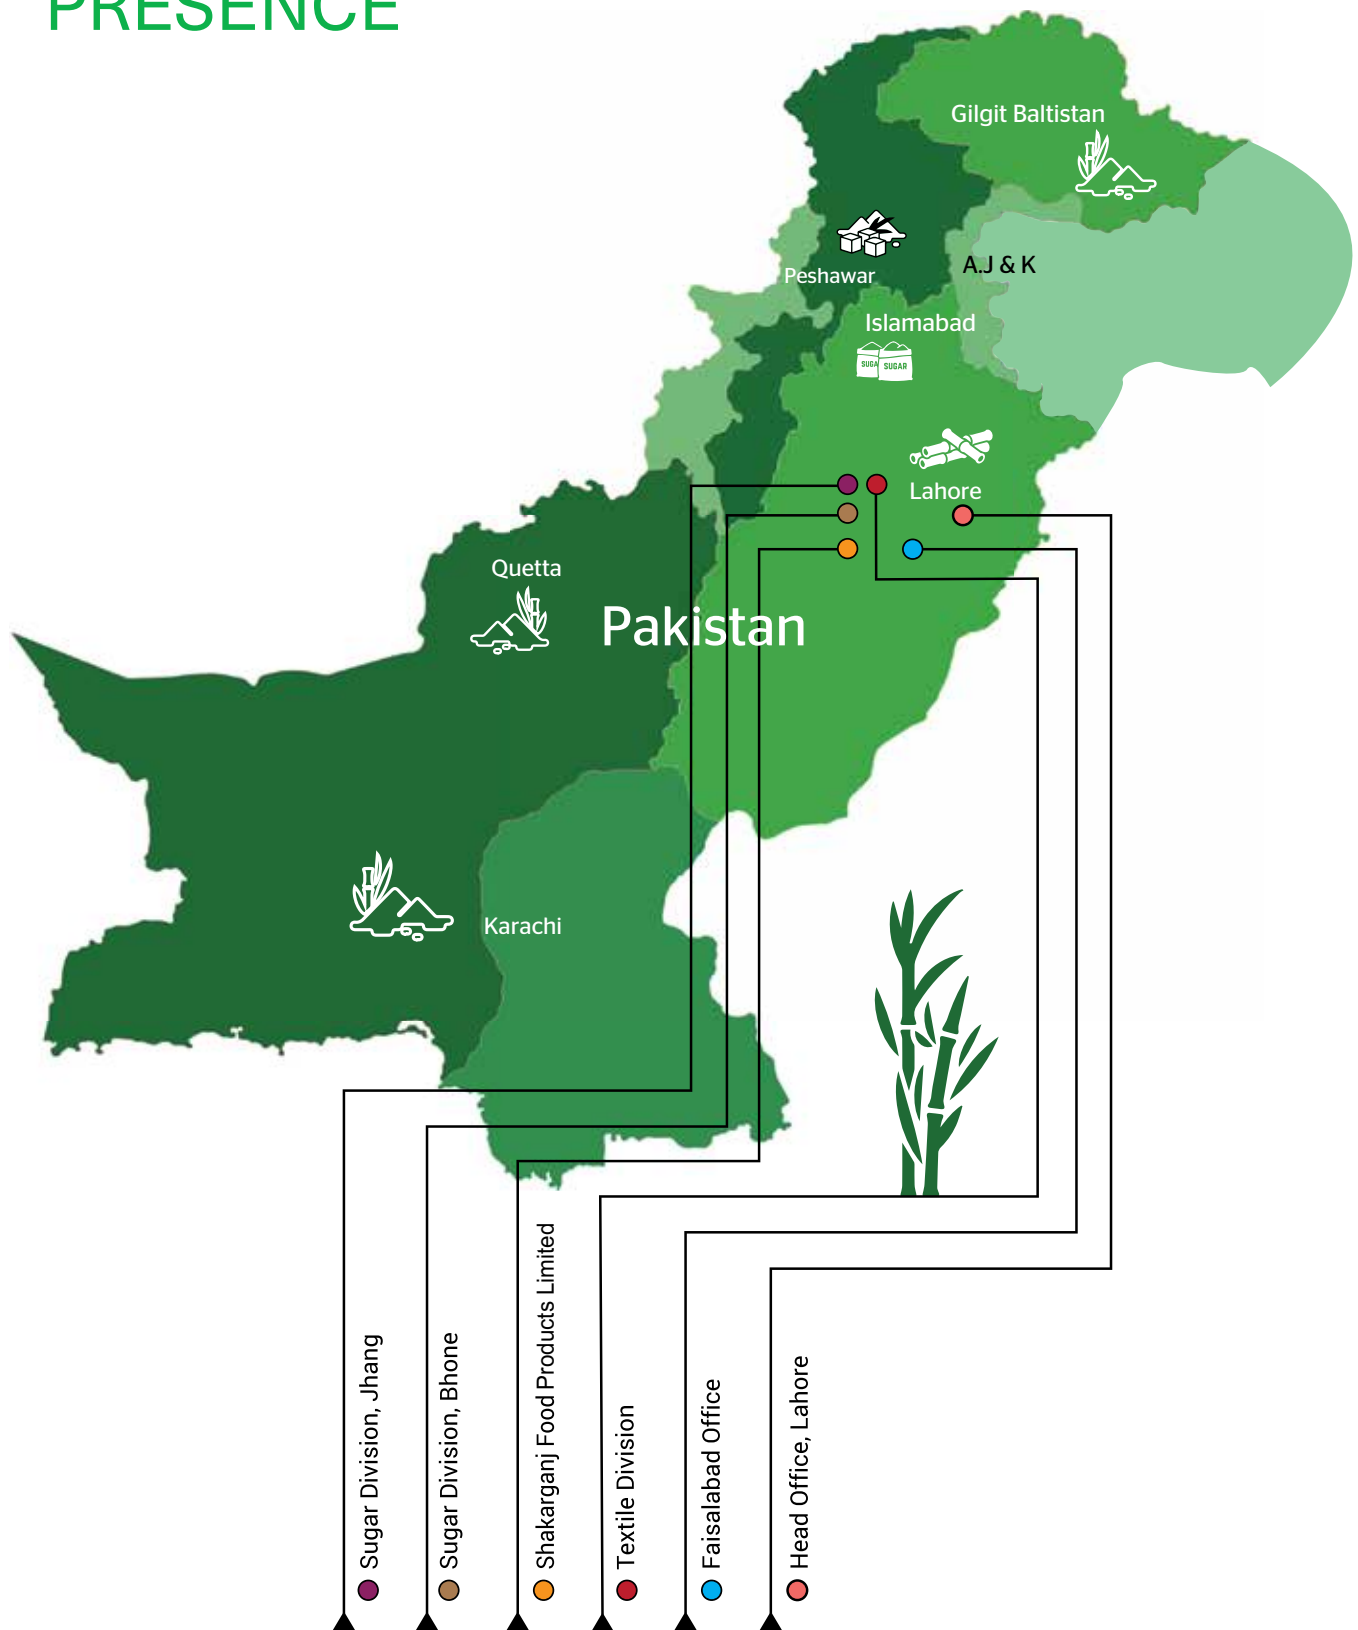 PRESENCE
Gilgit Baltistan
Peshawar
A.J & K
Islamabad
SUGA
SUGAR
Lahore
Quetta
Pakistan
Karachi
Sugar Division, Jhang
Sugar Division, Bhone
Shakarganj Food Products Limited
Textile Division
Faisalabad Office
Head Office, Lahore